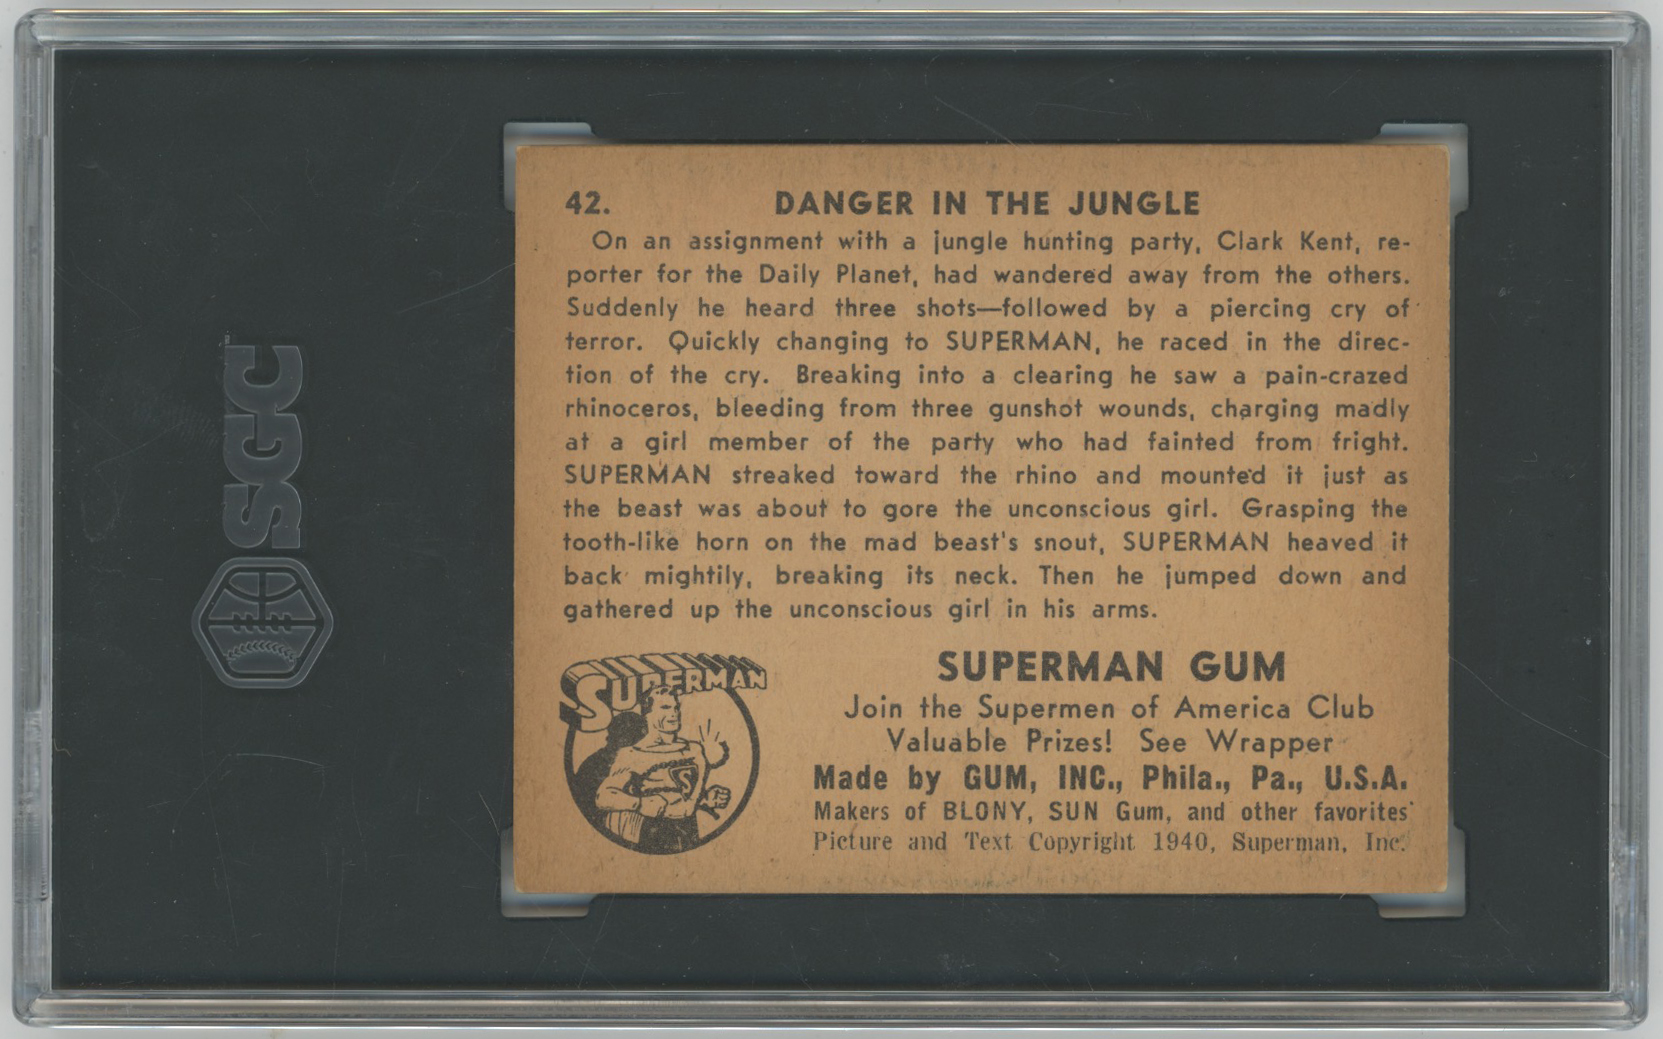 SGC
42. DANGER IN THE JUNGLE
On an assignment with a jungle hunting party, Clark Kent, re-
porter for the Daily Planet, had wandered away from the others.
Suddenly he heard three shots—followed by a piercing cry of
terror. Quickly changing to SUPERMAN, he raced in the direc-
tion of the cry. Breaking into a clearing he saw a pain-crazed
rhinoceros, bleeding from three gunshot wounds, charging madly
at a girl member of the party who had fainted from fright.
SUPERMAN streaked toward the rhino and mounted it just as
the beast was about to gore the unconscious girl. Grasping the
tooth-like horn on the mad beast's snout, SUPERMAN heaved it
back mightily, breaking its neck. Then he jumped down and
gathered up the unconscious girl in his arms.
SUPERMAN
S
SUPERMAN GUM
Join the Supermen of America Club
Valuable Prizes! See Wrapper
Made by GUM, INC., Phila., Pa., U.S.A.
Makers of BLONY, SUN Gum, and other favorites
Picture and Text Copyright 1940, Superman, Inc.